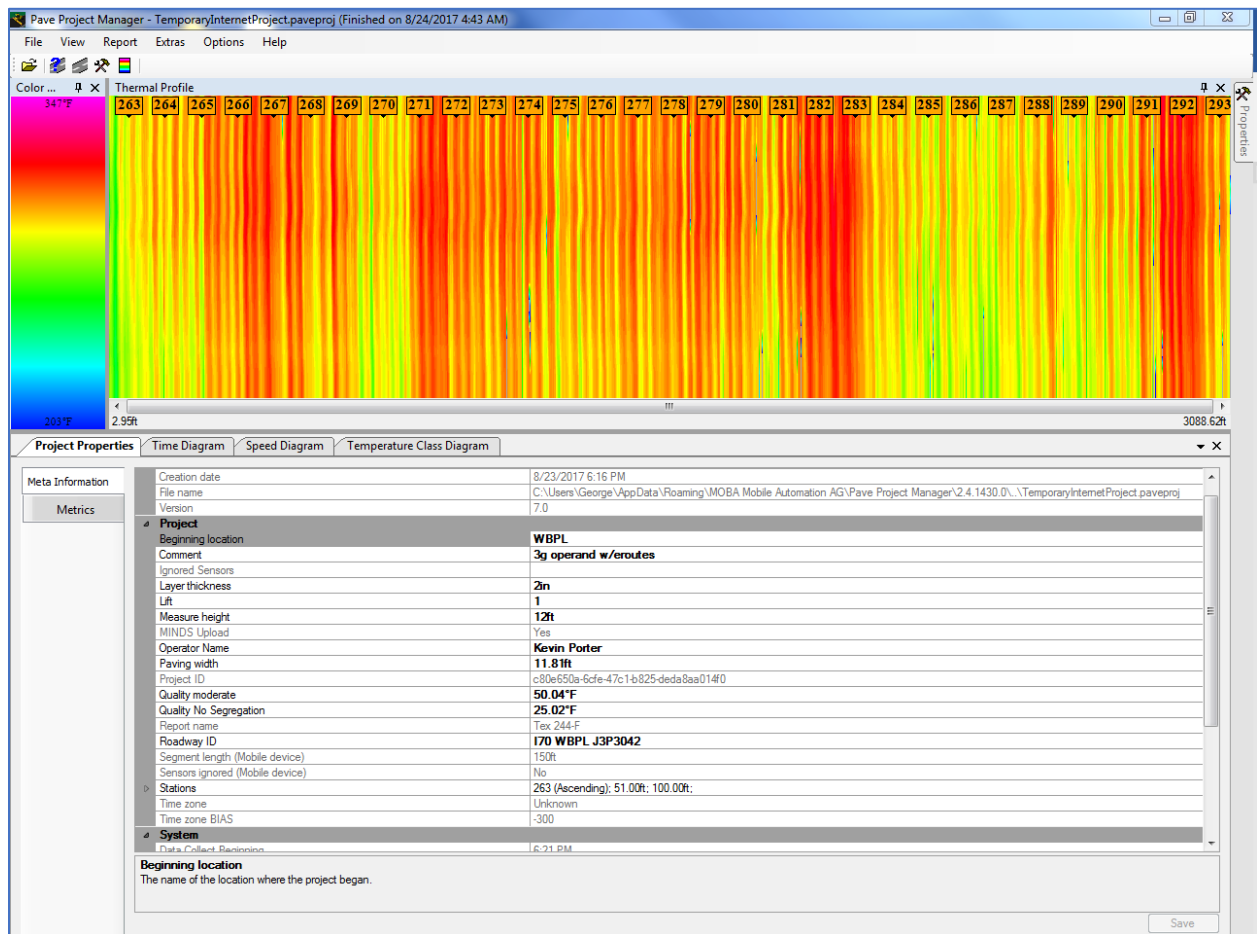 Pave Project Manager - TemporaryInternetProject.paveproj (Finished on 8/24/2017 4:43 AM)
File View Report Extras Options Help
Color ... Thermal Profile
347°F 263 264 265 266 267 268 269 270 271 272 273 274 275 276 277 278 279 280 281 282 283 284 285 286 287 288 289 290 291 292 293
Properties
203°F 2.95ft 3088.62ft
Project Properties Time Diagram Speed Diagram Temperature Class Diagram
Meta Information
Metrics
Creation date 8/23/2017 6:16 PM
File name C:\Users\George\AppData\Roaming\MOBA Mobile Automation AG\Pave Project Manager\2.4.1430.0\..\TemporaryInternetProject.paveproj
Version 7.0
Project
Beginning location WBPL
Comment 3g operand w/eroutes
Ignored Sensors
Layer thickness 2in
Lift 1
Measure height 12ft
MINDS Upload Yes
Operator Name Kevin Porter
Paving width 11.81ft
Project ID c80e650a-6cfe-47c1-b825-deda8aa014f0
Quality moderate 50.04°F
Quality No Segregation 25.02°F
Report name Tex 244-F
Roadway ID I70 WBPL J3P3042
Segment length (Mobile device) 150ft
Sensors ignored (Mobile device) No
Stations 263 (Ascending); 51.00ft; 100.00ft;
Time zone Unknown
Time zone BIAS -300
System
Data Collect Beginning 6:21 PM
Beginning location
The name of the location where the project began.
Save